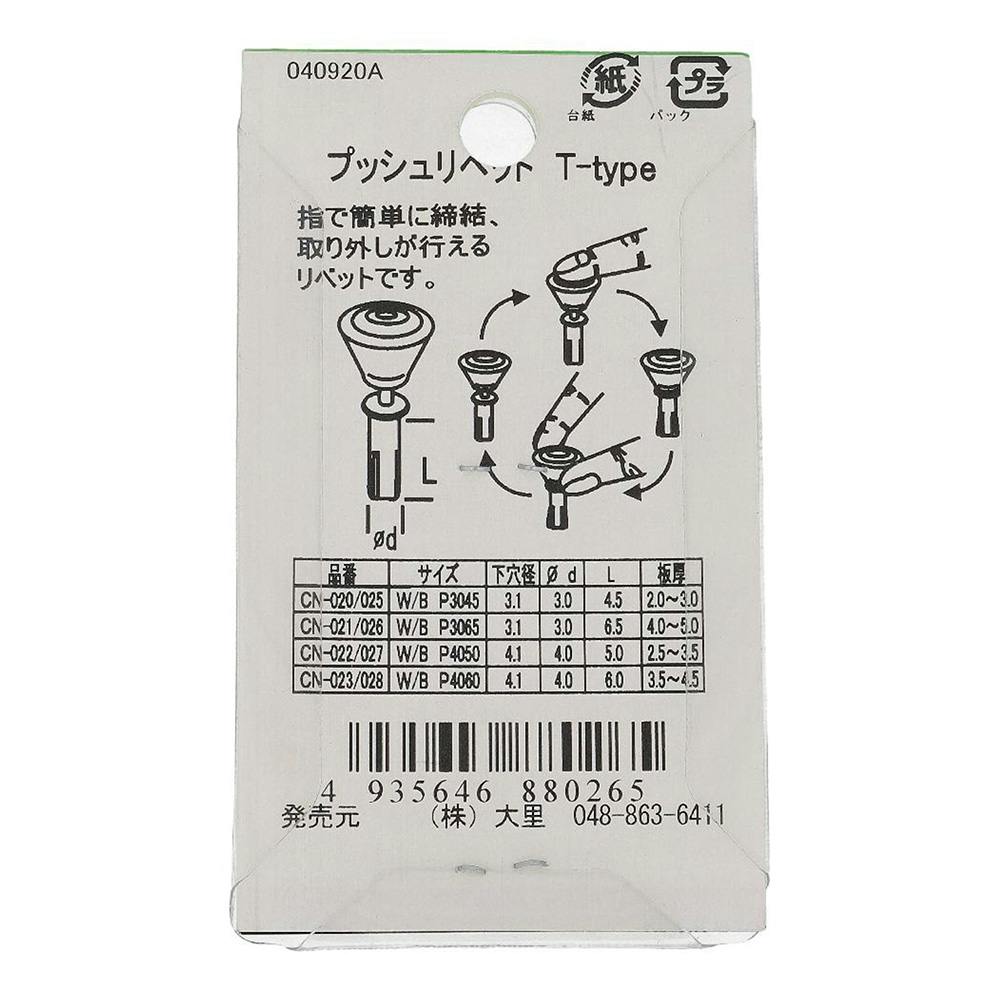 040920A
紙
プラ
台紙
パック
プッシュリベット T-type
指で簡単に締結、
取り外しが行える
リベットです。
L
ød
品番 サイズ 下穴径 Ø d L 板厚
CN-020/025 W/B P3045 3.1 3.0 4.5 2.0〜3.0
CN-021/026 W/B P3065 3.1 3.0 6.5 4.0〜5.0
CN-022/027 W/B P4050 4.1 4.0 5.0 2.5〜3.5
CN-023/028 W/B P4060 4.1 4.0 6.0 3.5〜4.5
4 935646 880265
発売元 (株) 大里 048-863-6411